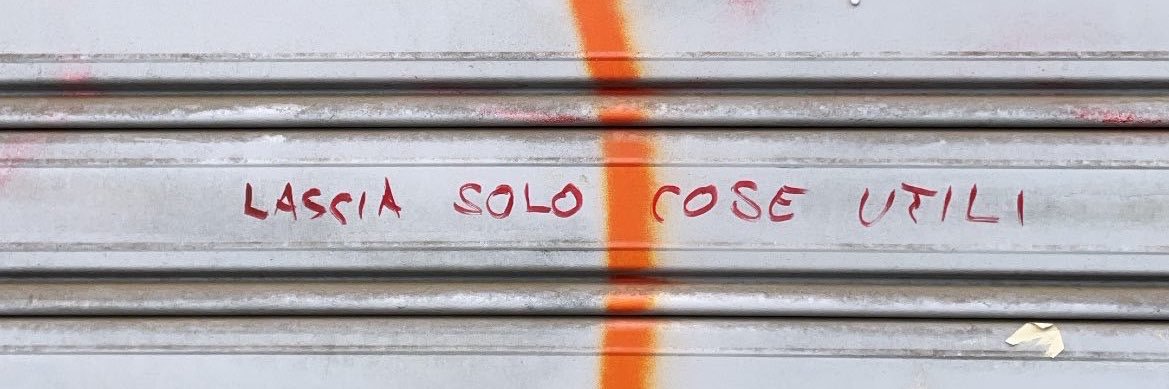 LASCIA SOLO COSE UTILI